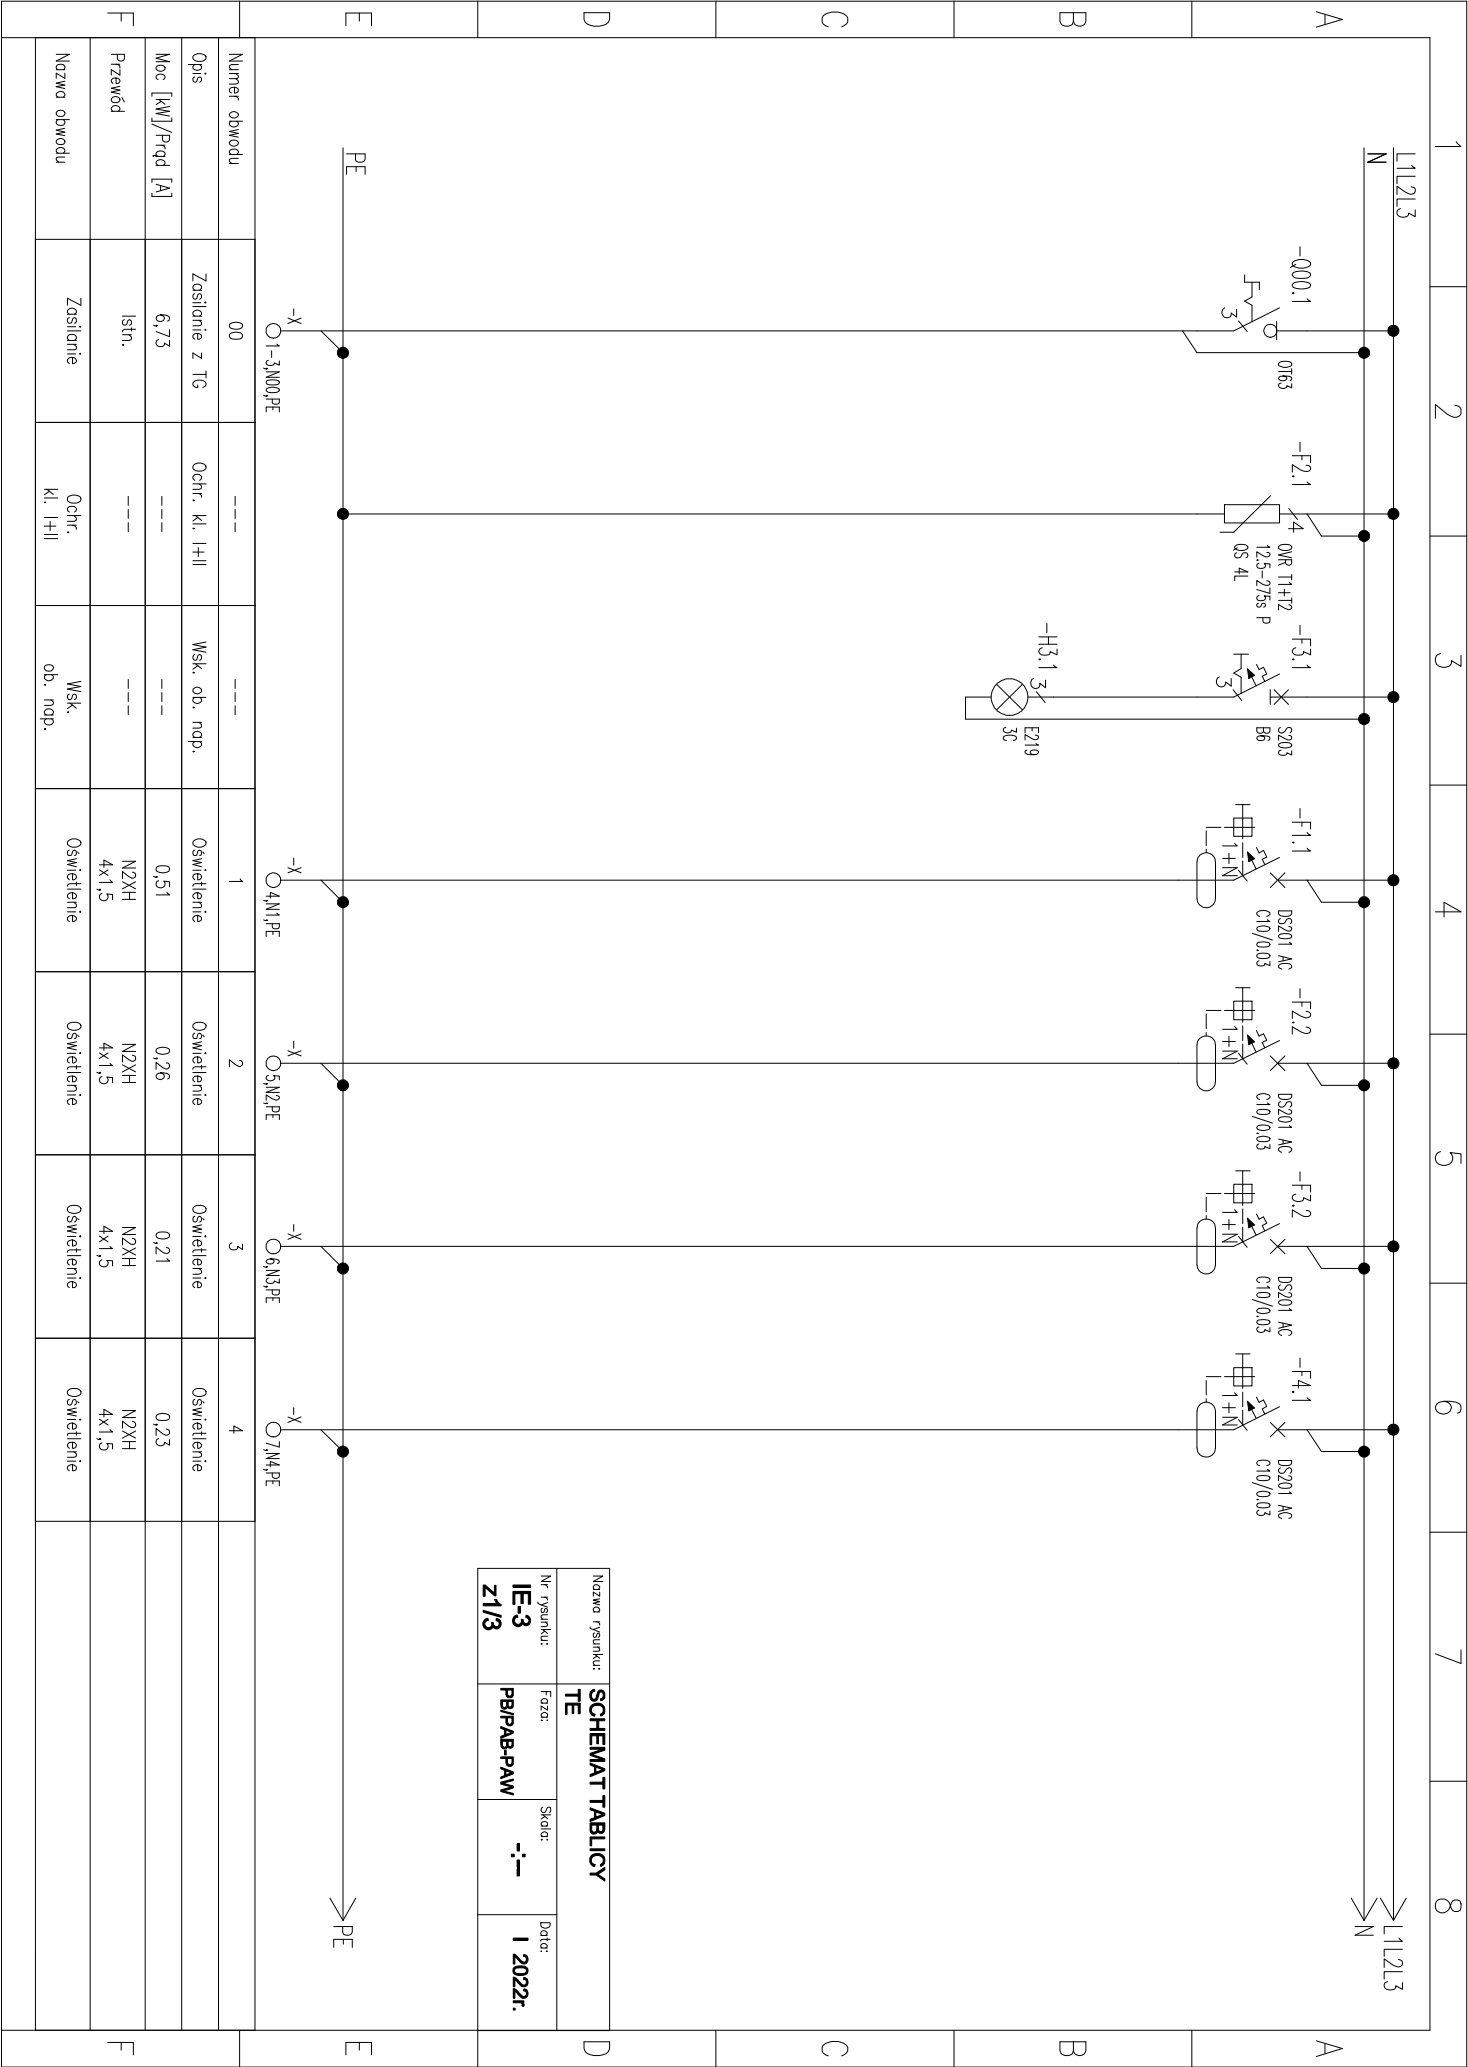 1 2 3 4 5 6 7 8
A
A
B
B
C
C
D
D
E
E
F
F
L1L2L3
N
L1L2L3
N
-Q00.1
3
OT63
-F2.1
4
OVR T1+T2
12.5-275s P
QS 4L
-F3.1
3
S203
B6
-H3.1
3
E219
3C
-F1.1
1+N
DS201 AC
C10/0.03
-F2.2
1+N
DS201 AC
C10/0.03
-F3.2
1+N
DS201 AC
C10/0.03
-F4.1
1+N
DS201 AC
C10/0.03
PE
PE
-X
1-3,N00,PE
-X
4,N1,PE
-X
5,N2,PE
-X
6,N3,PE
-X
7,N4,PE
Nazwa rysunku:
SCHEMAT TABLICY
TE
Nr rysunku:
IE-3
z1/3
Faza:
PB/PAB-PAW
Skala:
-:—
Data:
I 2022r.
Numer obwodu 00 --- --- 1 2 3 4
Opis Zasilanie z TG Ochr. kl. I+II Wsk. ob. nap. Oświetlenie Oświetlenie Oświetlenie Oświetlenie
Moc [kW]/Prąd [A] 6,73 --- --- 0,51 0,26 0,21 0,23
Przewód Istn. --- --- N2XH N2XH N2XH N2XH
4x1,5 4x1,5 4x1,5 4x1,5
Nazwa obwodu Zasilanie Ochr. Wsk. Oświetlenie Oświetlenie Oświetlenie Oświetlenie
kl. I+II ob. nap.